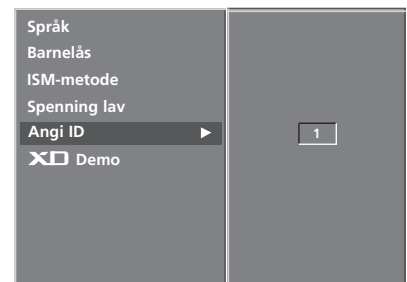 Språk
Barnelås
ISM-metode
Spenning lav
Angi ID ▶ 1
XD Demo